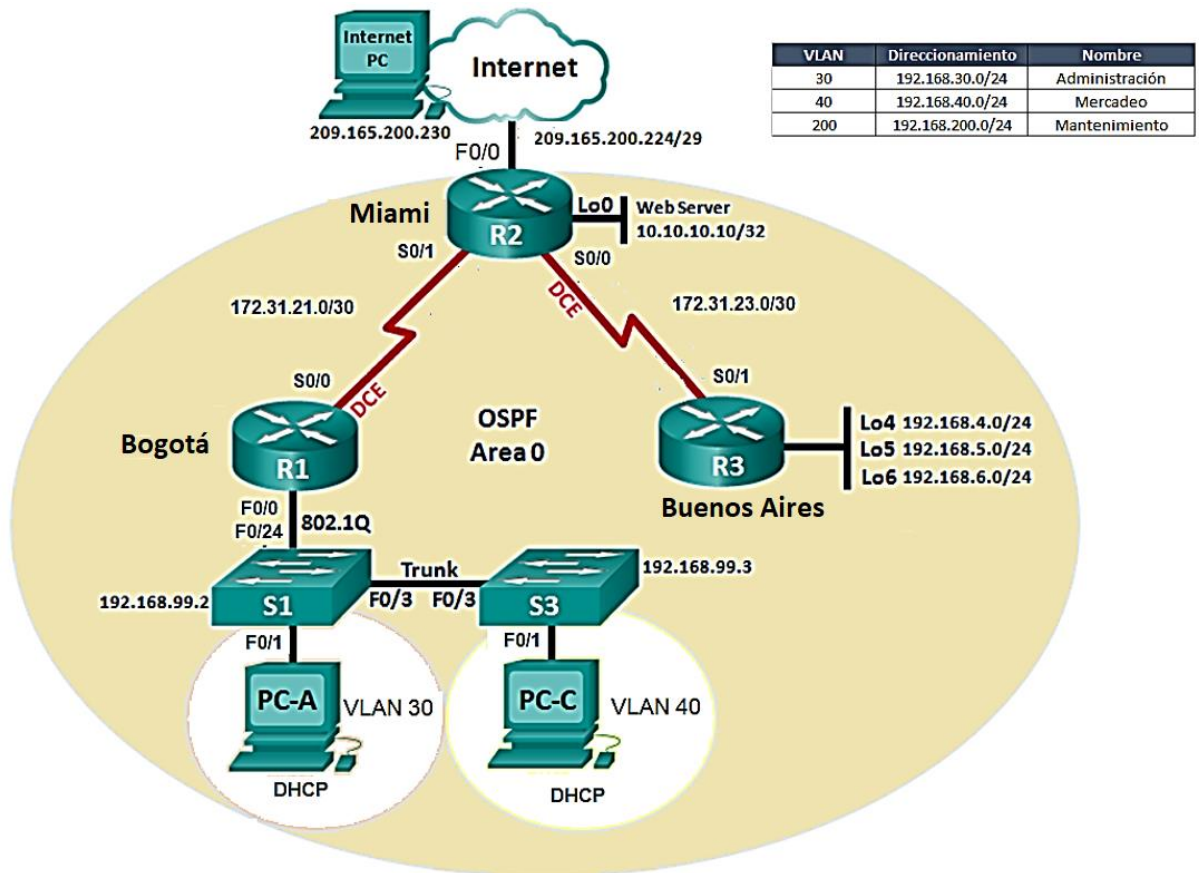 Internet PC
Internet
209.165.200.230
209.165.200.224/29
F0/0
VLAN Direccionamiento Nombre
30 192.168.30.0/24 Administración
40 192.168.40.0/24 Mercadeo
200 192.168.200.0/24 Mantenimiento
Miami
R2
Lo0
Web Server
10.10.10.10/32
S0/1
S0/0
DCE
172.31.21.0/30
172.31.23.0/30
S0/0
DCE
S0/1
OSPF
Area 0
Bogotá
R1
R3
Buenos Aires
Lo4 192.168.4.0/24
Lo5 192.168.5.0/24
Lo6 192.168.6.0/24
F0/0
F0/24
802.1Q
Trunk
F0/3 F0/3
192.168.99.2
S1
S3
192.168.99.3
F0/1
F0/1
PC-A
VLAN 30
PC-C
VLAN 40
DHCP
DHCP